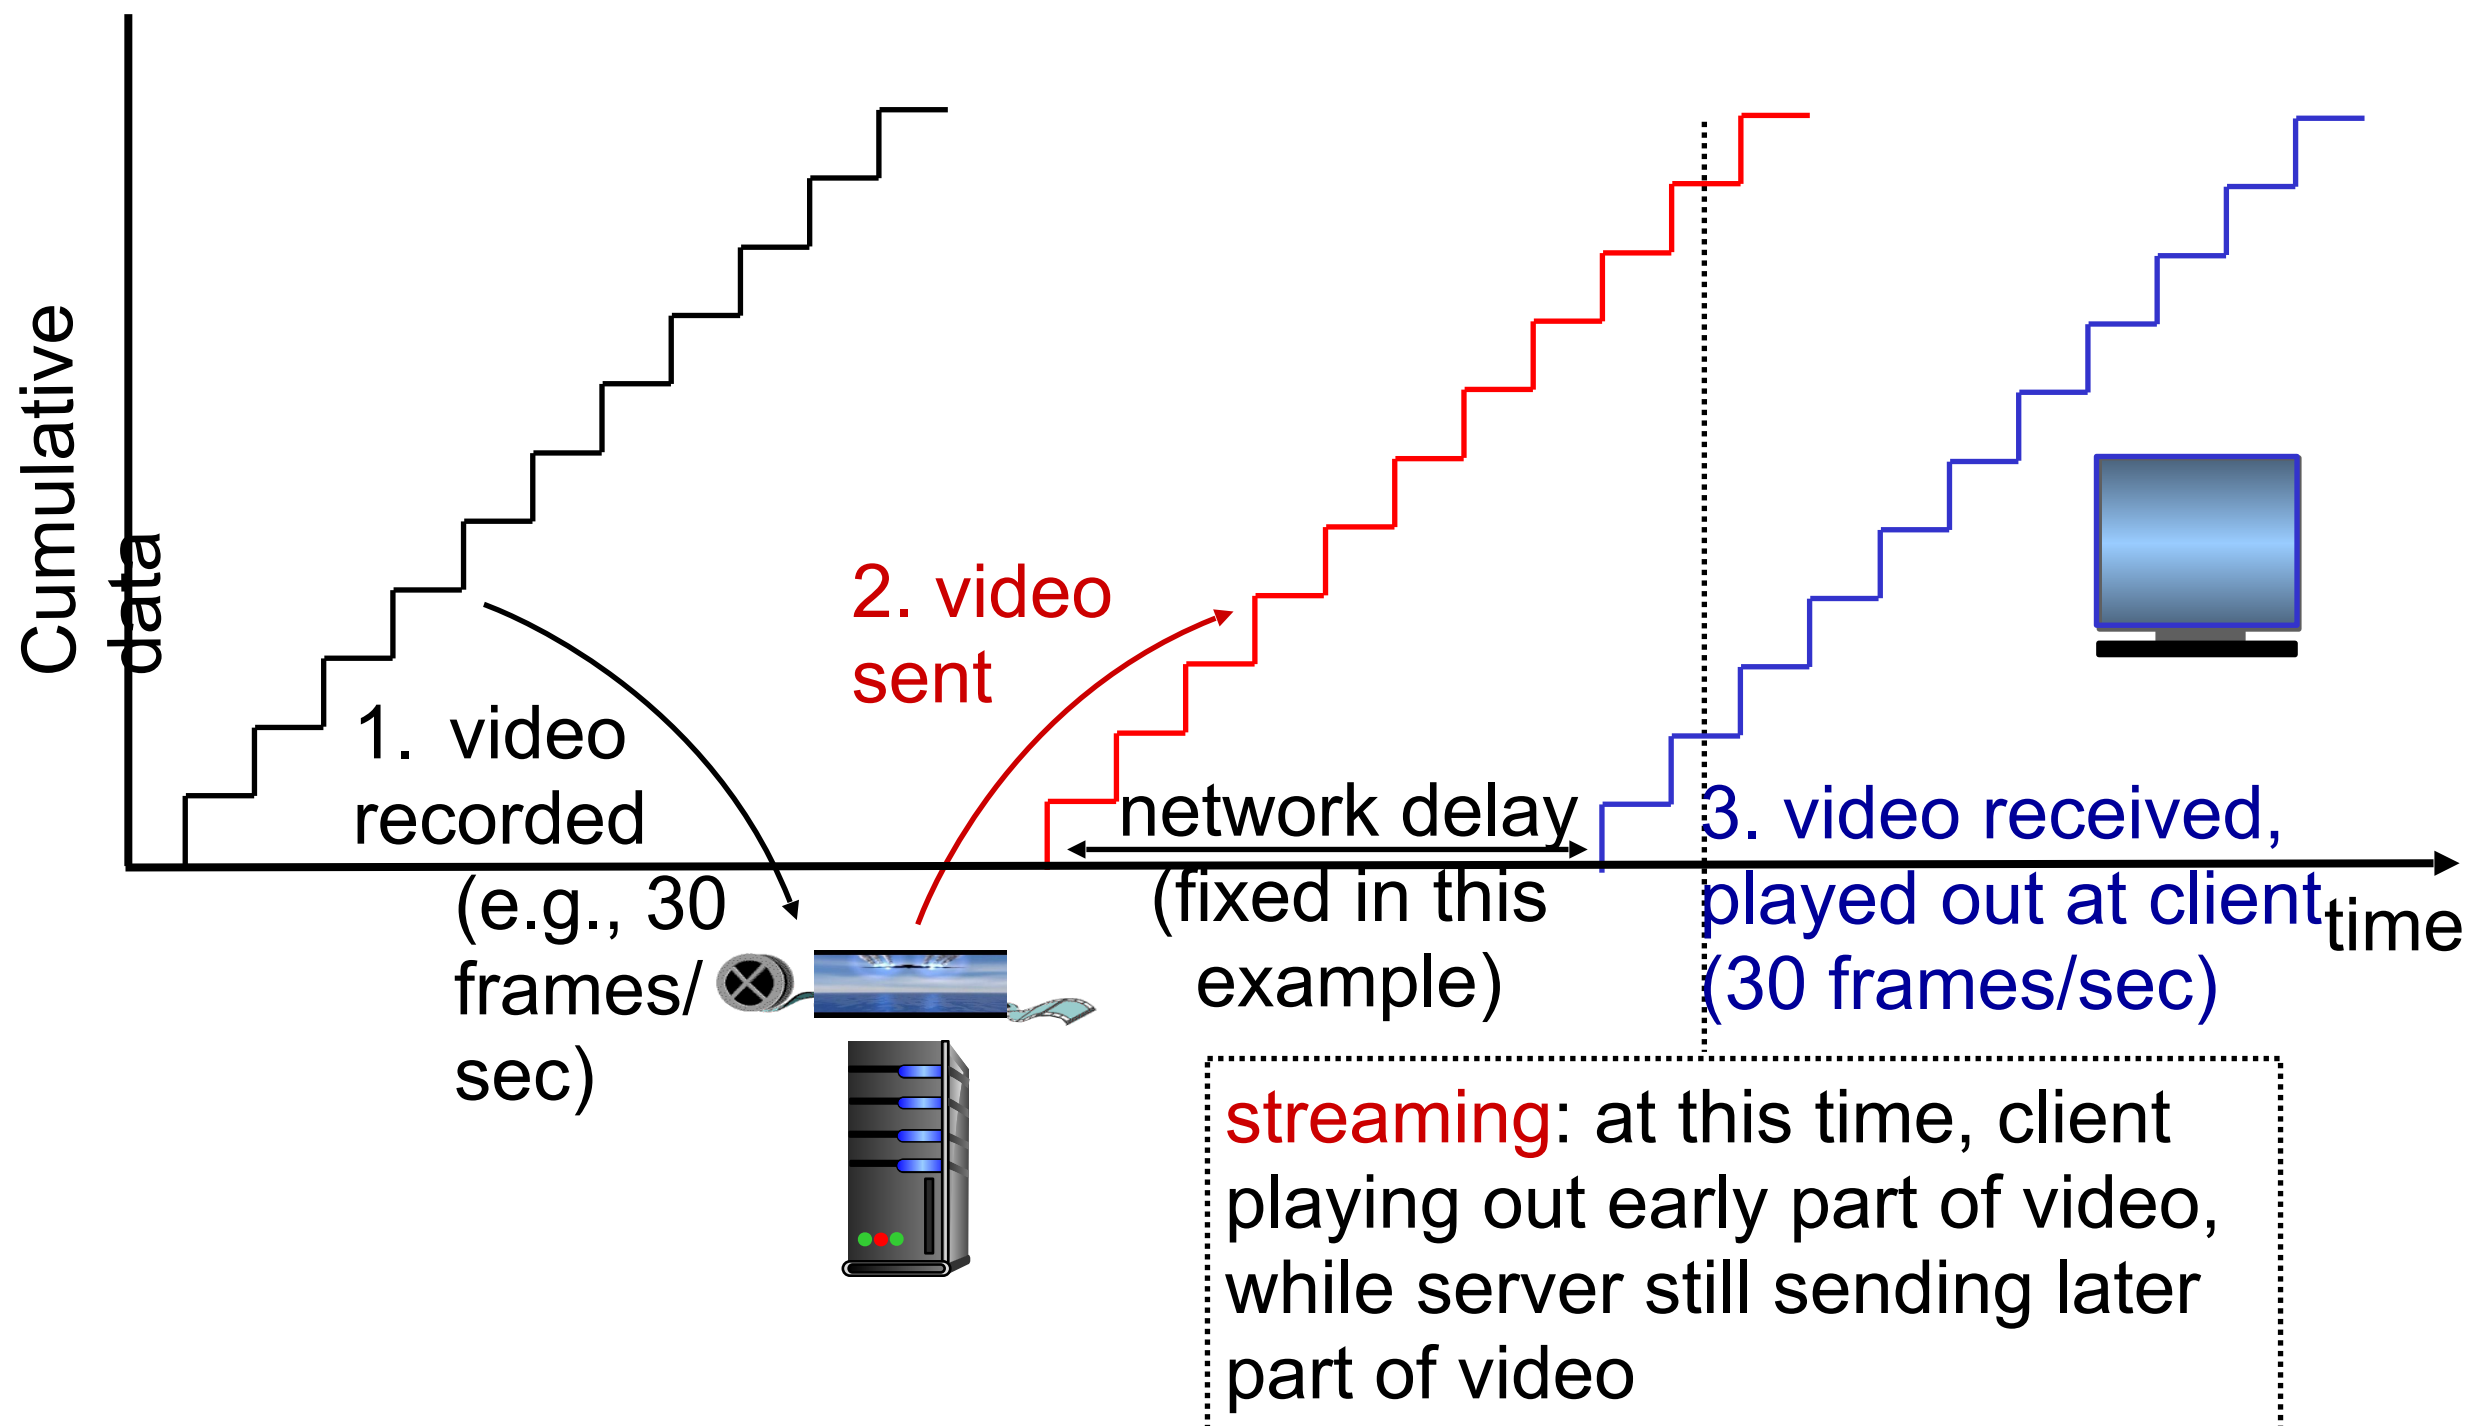 Cumulative
data
1. video
recorded
(e.g., 30
frames/
sec)
2. video
sent
network delay
(fixed in this
example)
3. video received,
played out at client
(30 frames/sec)
time
streaming: at this time, client
playing out early part of video,
while server still sending later
part of video